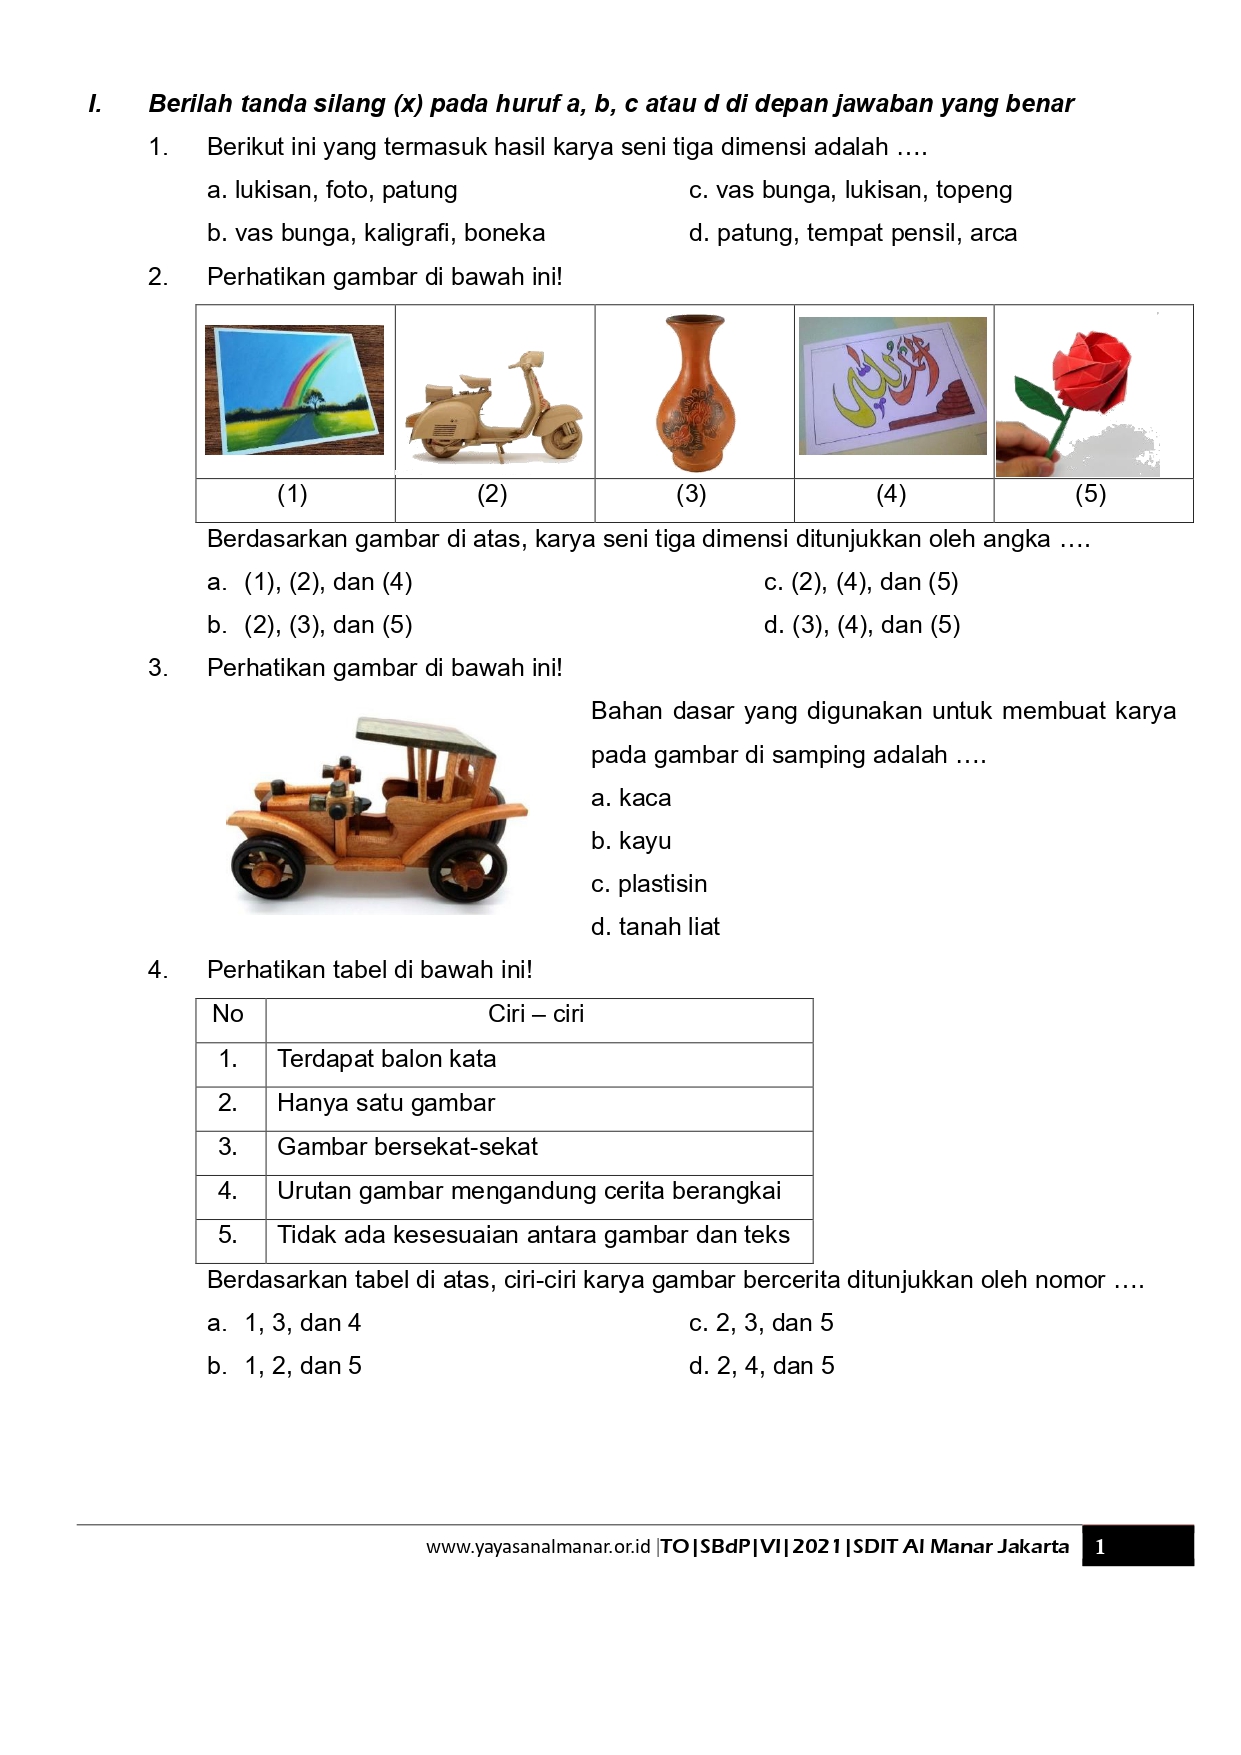 I. Berilah tanda silang (x) pada huruf a, b, c atau d di depan jawaban yang benar
1. Berikut ini yang termasuk hasil karya seni tiga dimensi adalah ….
a. lukisan, foto, patung c. vas bunga, lukisan, topeng
b. vas bunga, kaligrafi, boneka d. patung, tempat pensil, arca
2. Perhatikan gambar di bawah ini!
(1) (2) (3) (4) (5)
Berdasarkan gambar di atas, karya seni tiga dimensi ditunjukkan oleh angka ….
a. (1), (2), dan (4) c. (2), (4), dan (5)
b. (2), (3), dan (5) d. (3), (4), dan (5)
3. Perhatikan gambar di bawah ini!
Bahan dasar yang digunakan untuk membuat karya
pada gambar di samping adalah ….
a. kaca
b. kayu
c. plastisin
d. tanah liat
4. Perhatikan tabel di bawah ini!
No Ciri – ciri
1. Terdapat balon kata
2. Hanya satu gambar
3. Gambar bersekat-sekat
4. Urutan gambar mengandung cerita berangkai
5. Tidak ada kesesuaian antara gambar dan teks
Berdasarkan tabel di atas, ciri-ciri karya gambar bercerita ditunjukkan oleh nomor ….
a. 1, 3, dan 4 c. 2, 3, dan 5
b. 1, 2, dan 5 d. 2, 4, dan 5
www.yayasanalmanar.or.id |TO|SBdP|VI|2021|SDIT Al Manar Jakarta 1